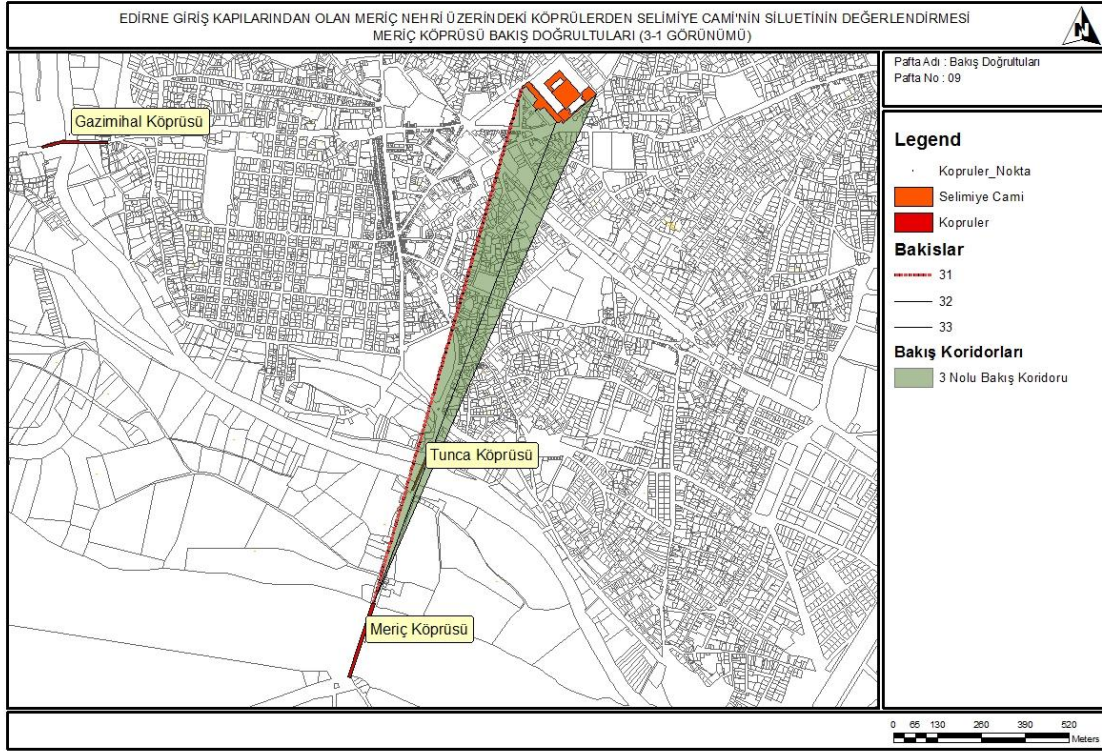 EDİRNE GİRİŞ KAPILARINDAN OLAN MERİÇ NEHRİ ÜZERİNDEKİ KÖPRÜLERDEN SELİMİYE CAMİ'NİN SİLUETİNİN DEĞERLENDİRMESİ
MERİÇ KÖPRÜSÜ BAKIŞ DOĞRULTULARI (3-1 GÖRÜNÜMÜ)
N
Pafta Adı : Bakış Doğrultuları
Pafta No : 09
Gazimihal Köprüsü
Tunca Köprüsü
Meriç Köprüsü
Legend
Kopruler_Nokta
Selimiye Cami
Kopruler
Bakislar
31
32
33
Bakış Koridorları
3 Nolu Bakış Koridoru
0 65 130 260 390 520
Meters